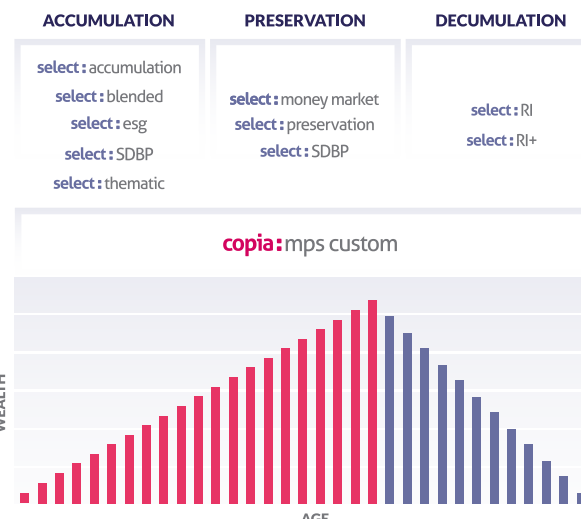 ACCUMULATION
select:accumulation
select:blended
select:esg
select:SDBP
select:thematic
PRESERVATION
select:money market
select:preservation
select:SDBP
DECUMULATION
select:RI
select:RI+
copia:mps custom
WEALTH
AGE